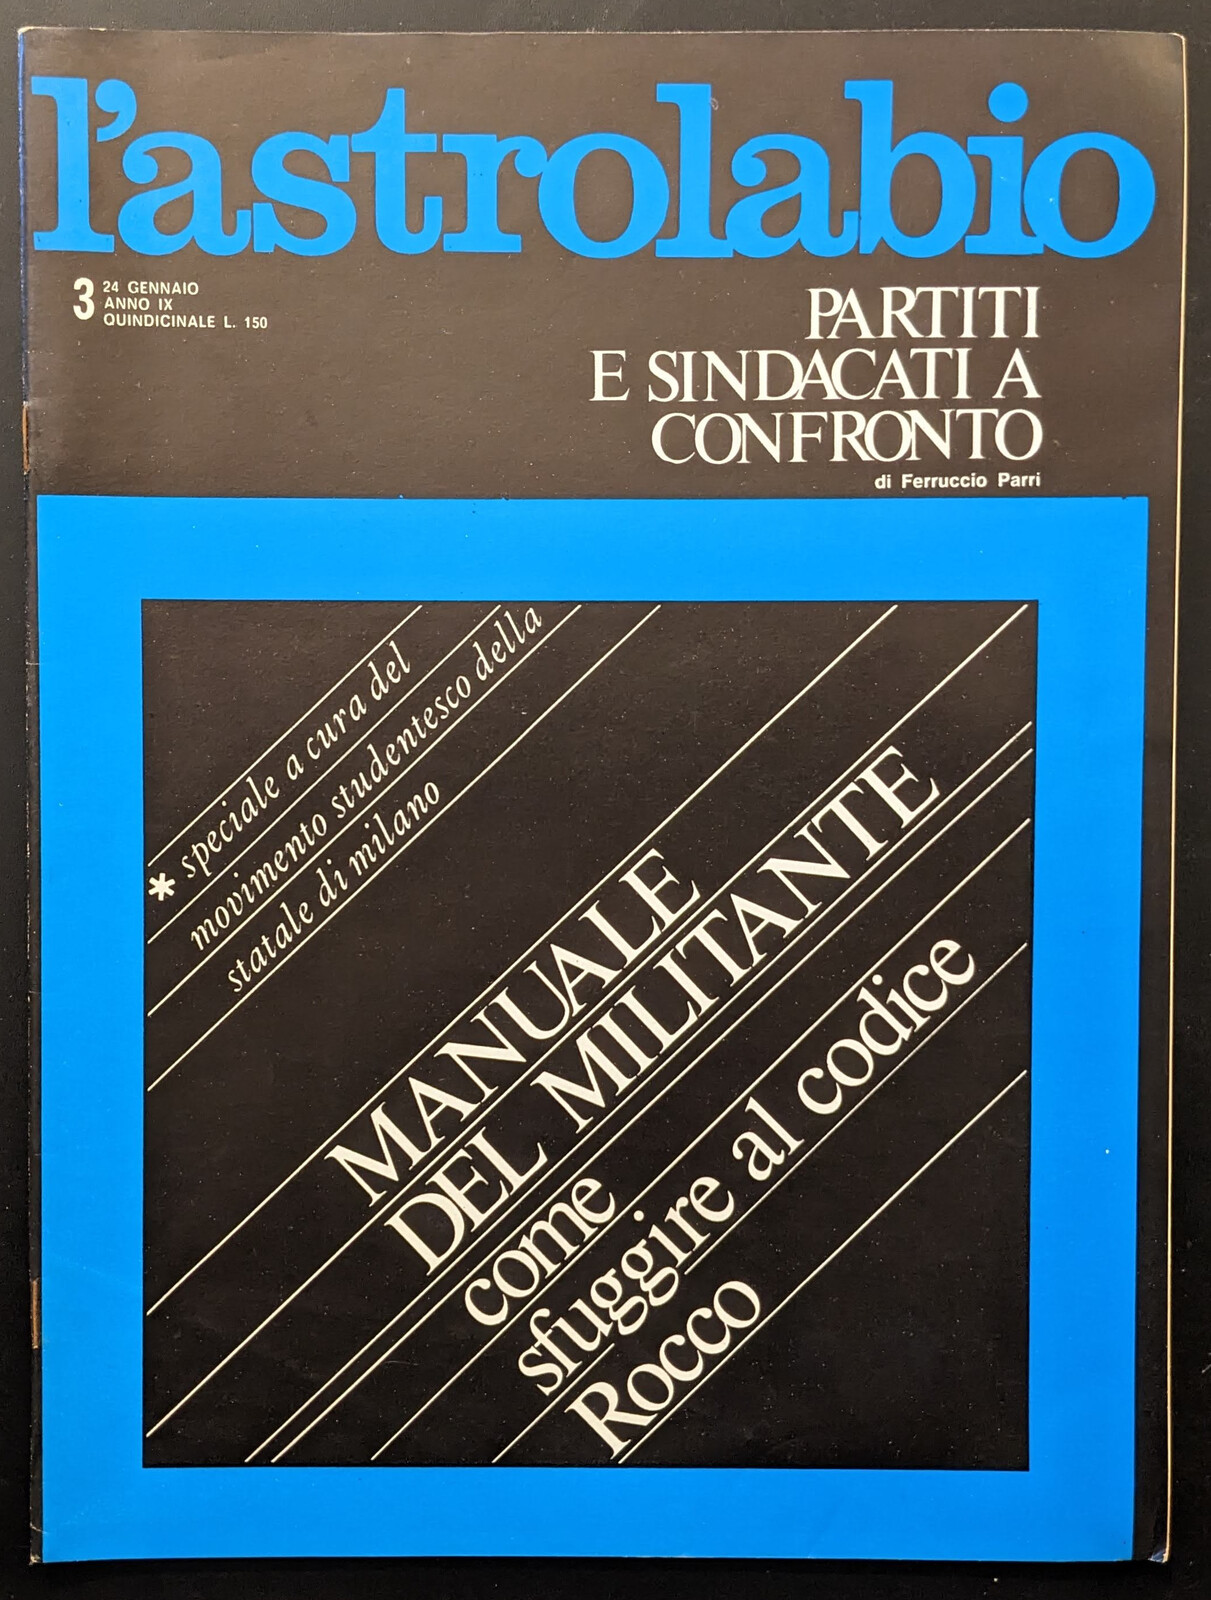 l'astrolabio
3
24 GENNAIO
ANNO IX
QUINDICINALE L. 150
PARTITI
E SINDACATI A
CONFRONTO
di Ferruccio Parri
* speciale a cura del
movimento studentesco della
statale di milano
MANUALE
DEL MILITANTE
come
sfuggire al codice
ROCCO